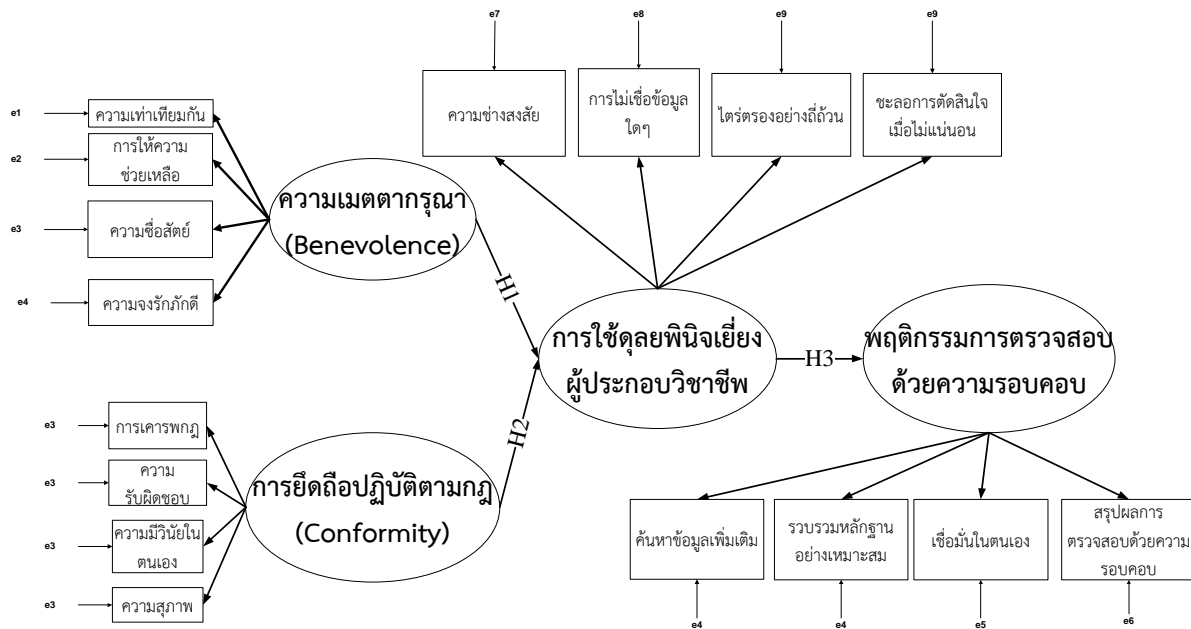 e7
e8
e9
e9
ความช่างสงสัย
การไม่เชื่อข้อมูล
ใดๆ
ไตร่ตรองอย่างถี่ถ้วน
ชะลอการตัดสินใจ
เมื่อไม่แน่นอน
e1
ความเท่าเทียมกัน
e2
การให้ความ
ช่วยเหลือ
e3
ความซื่อสัตย์
e4
ความจงรักภักดี
ความเมตตากรุณา
(Benevolence)
H1
การใช้ดุลยพินิจเยี่ยง
ผู้ประกอบวิชาชีพ
H3
พฤติกรรมการตรวจสอบ
ด้วยความรอบคอบ
H2
e3
การเคารพกฎ
e3
ความ
รับผิดชอบ
e3
ความมีวินัยใน
ตนเอง
e3
ความสุภาพ
การยึดถือปฏิบัติตามกฎ
(Conformity)
ค้นหาข้อมูลเพิ่มเติม
รวบรวมหลักฐาน
อย่างเหมาะสม
เชื่อมั่นในตนเอง
สรุปผลการ
ตรวจสอบด้วยความ
รอบคอบ
e4
e4
e5
e6